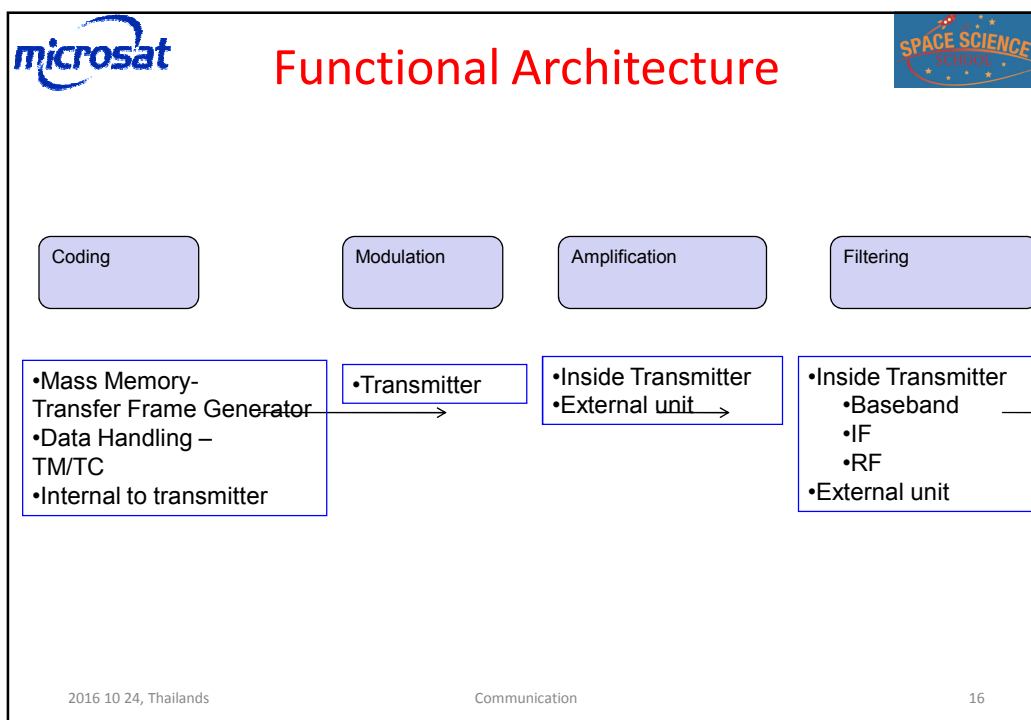 microsat
Functional Architecture
SPACE SCIENCE
SCHOOL
Coding
Modulation
Amplification
Filtering
•Mass Memory-
Transfer Frame Generator
•Data Handling –
TM/TC
•Internal to transmitter
•Transmitter
•Inside Transmitter
•External unit
•Inside Transmitter
•Baseband
•IF
•RF
•External unit
2016 10 24, Thailands
Communication
16